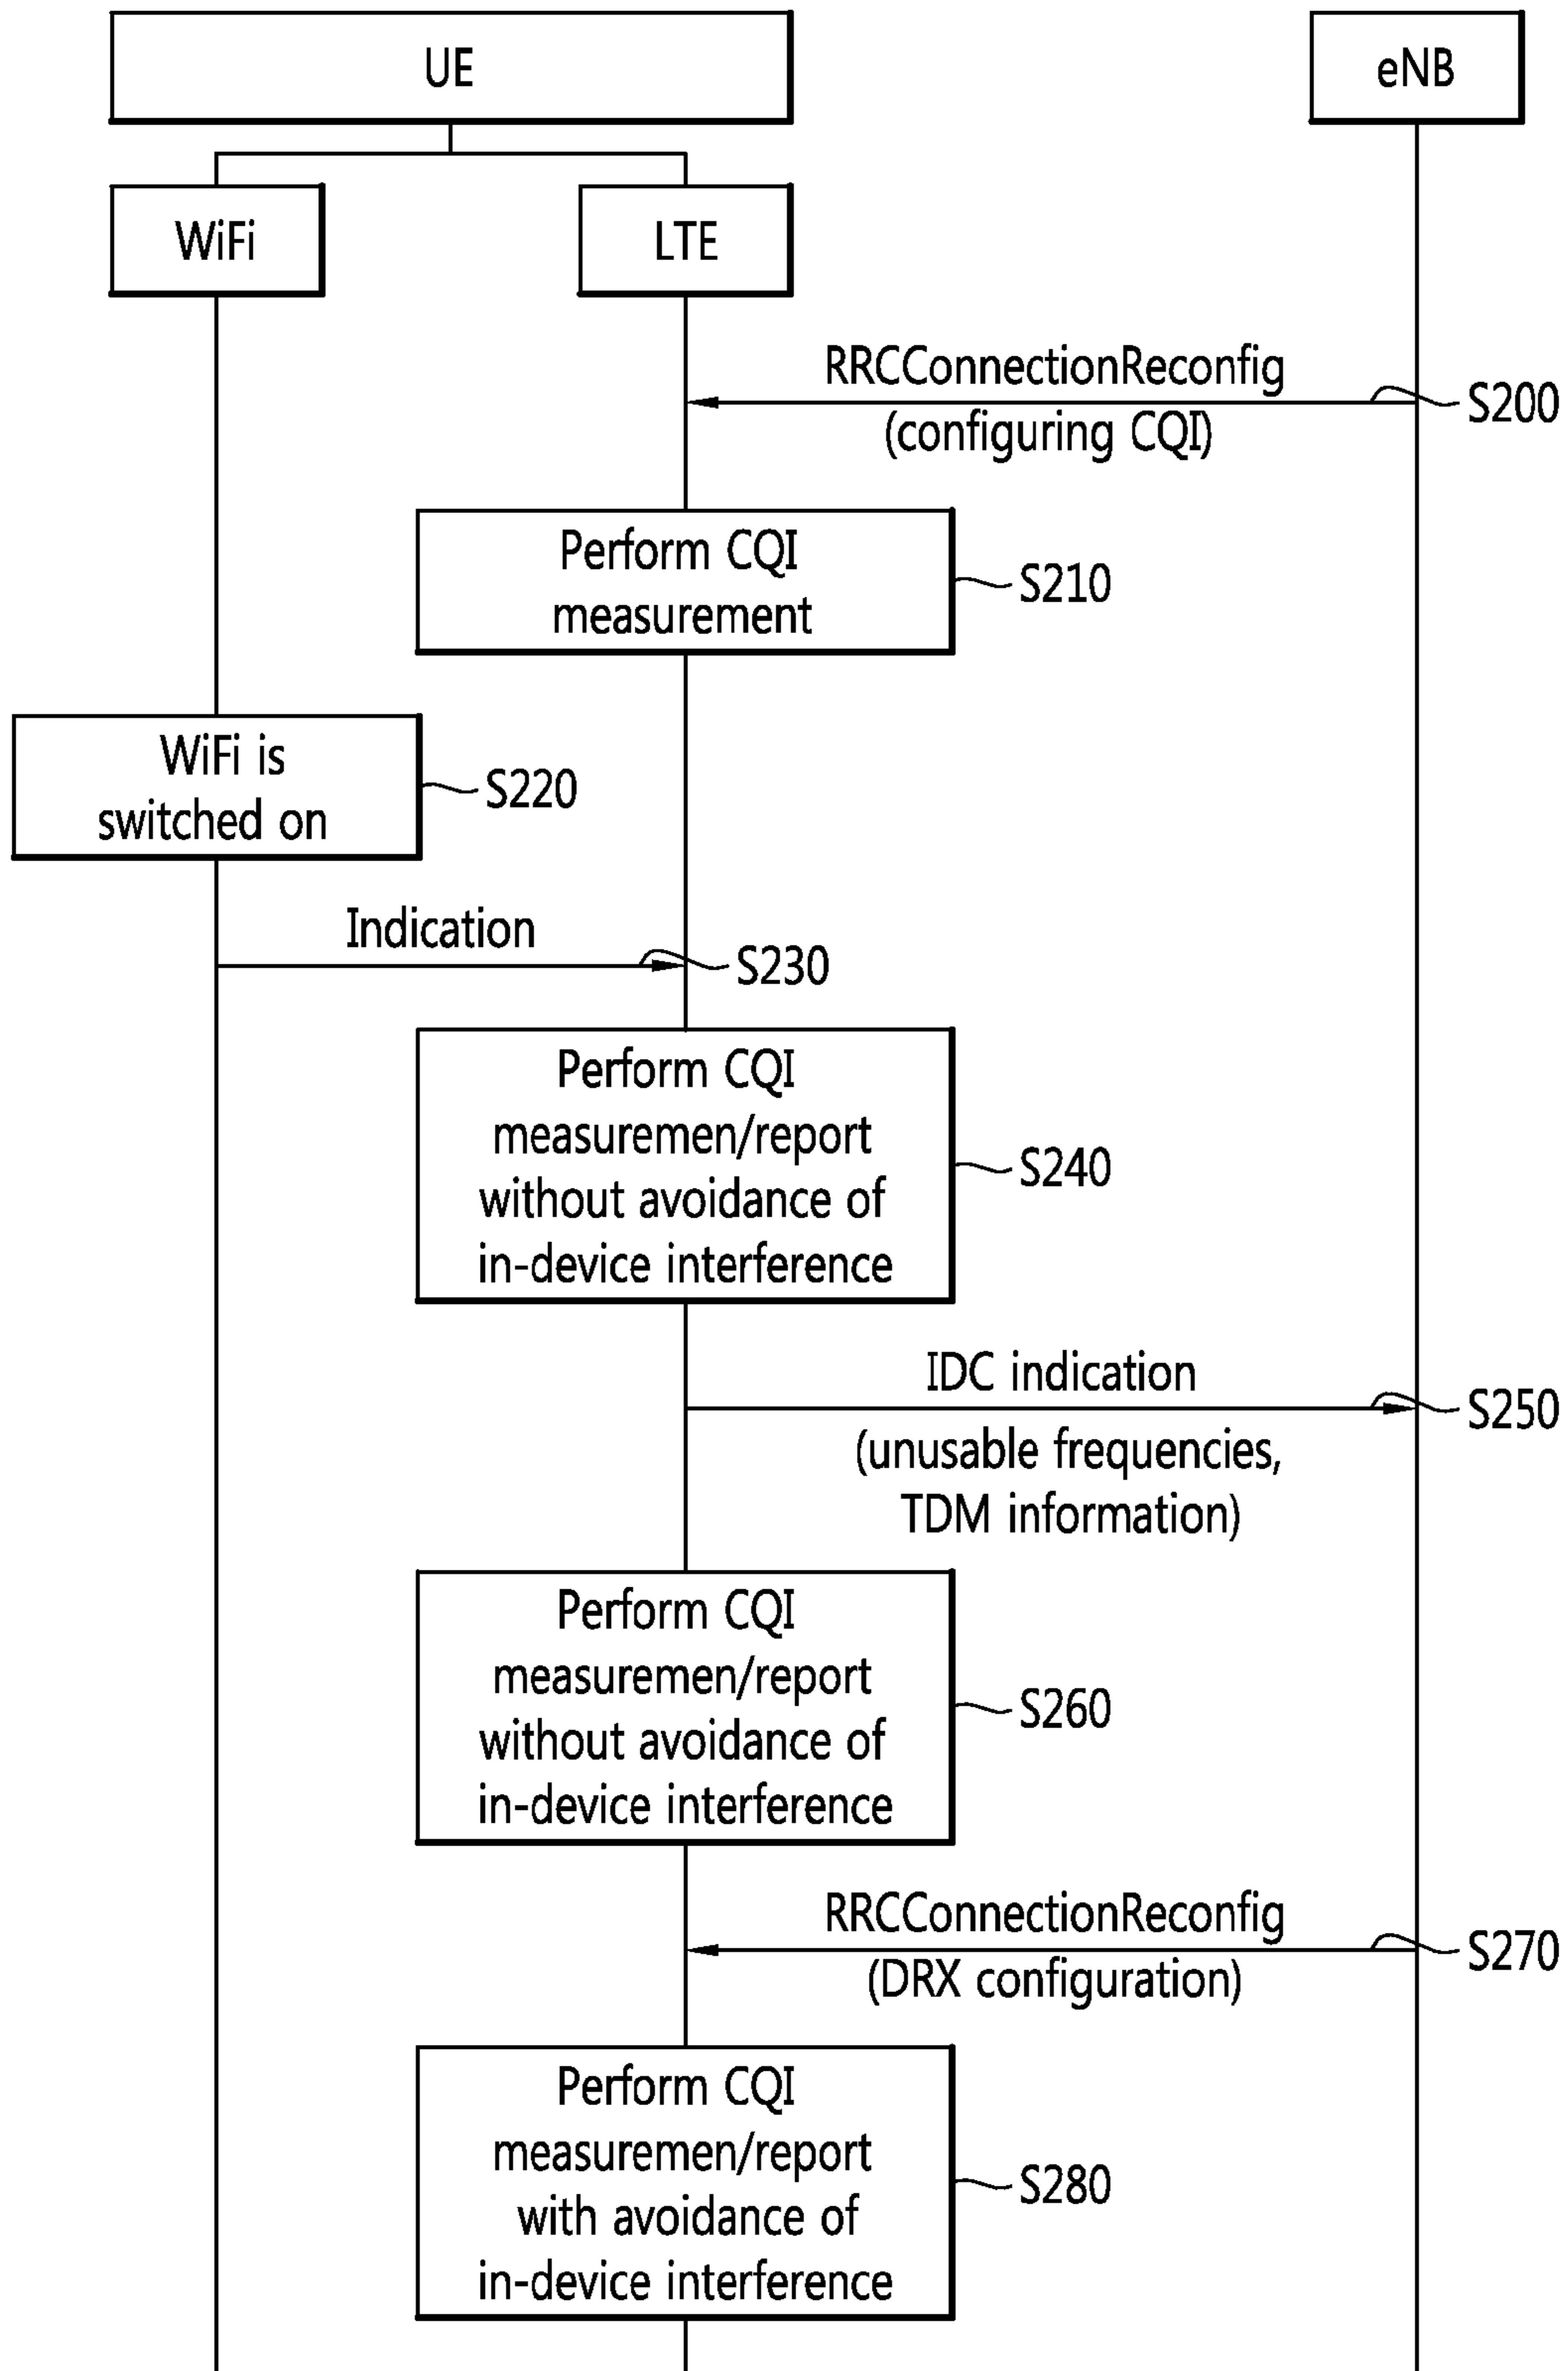 UE
eNB
WiFi
LTE
RRCConnectionReconfig
S200
(configuring CQI)
Perform CQI
measurement
S210
WiFi is
switched on
S220
Indication
S230
Perform CQI
measuremen/report
without avoidance of
in-device interference
S240
IDC indication
S250
(unusable frequencies,
TDM information)
Perform CQI
measuremen/report
without avoidance of
in-device interference
S260
RRCConnectionReconfig
S270
(DRX configuration)
Perform CQI
measuremen/report
with avoidance of
in-device interference
S280